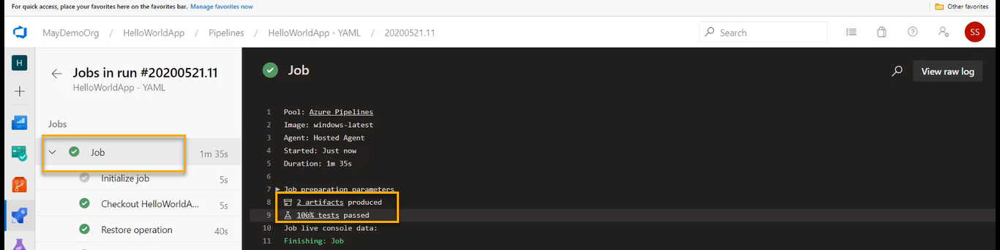 For quick access, place your favorites here on the favorites bar. Manage favorites now
Other favorites
MayDemoOrg / HelloWorldApp / Pipelines / HelloWorldApp - YAML / 20200521.11
Search
SS
H
Jobs in run #20200521.11
HelloWorldApp - YAML
Jobs
Job 1m 35s
Initialize job 5s
Checkout HelloWorldA... 5s
Restore operation 40s
Job
View raw log
1 Pool: Azure Pipelines
2 Image: windows-latest
3 Agent: Hosted Agent
4 Started: Just now
5 Duration: 1m 35s
6
7 Job preparation parameters
8 2 artifacts produced
9 100% tests passed
10 Job live console data:
11 Finishing: Job